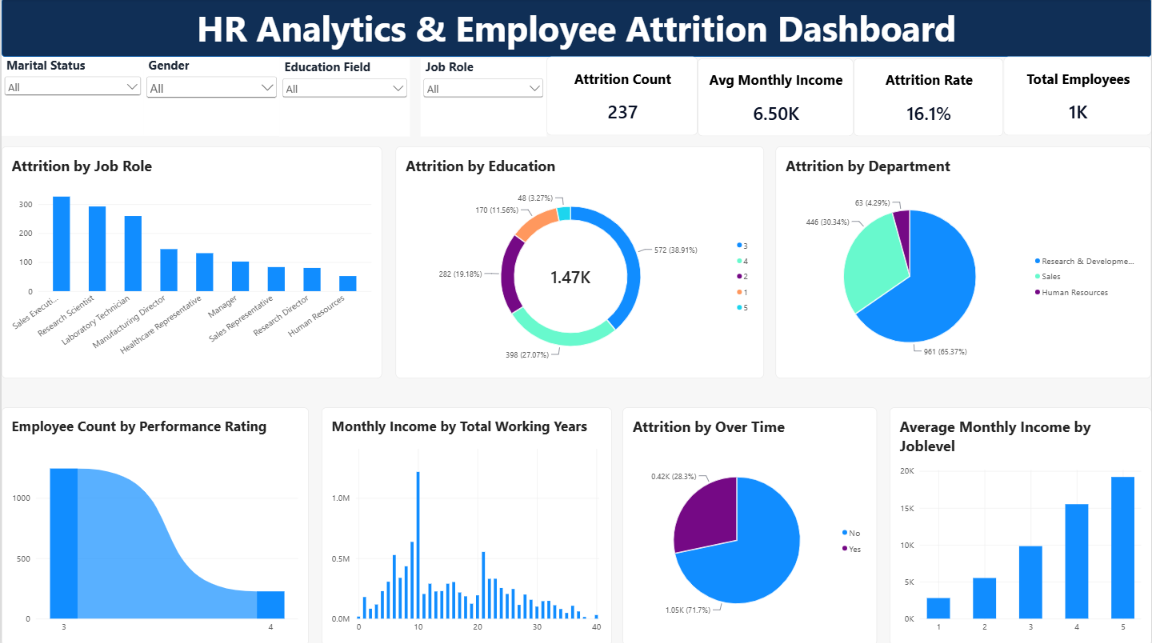 HR Analytics & Employee Attrition Dashboard
Marital Status
Gender
Education Field
Job Role
All
All
All
All
Attrition Count
237
Avg Monthly Income
6.50K
Attrition Rate
16.1%
Total Employees
1K
Attrition by Job Role
300
200
100
0
Sales Executi...
Research Scientist
Laboratory Technician
Manufacturing Director
Healthcare Representative
Manager
Sales Representative
Research Director
Human Resources
Attrition by Education
48 (3.27%)
170 (11.56%)
572 (38.91%)
282 (19.18%)
398 (27.07%)
1.47K
3
4
2
1
5
Attrition by Department
63 (4.29%)
446 (30.34%)
961 (65.37%)
Research & Developme...
Sales
Human Resources
Employee Count by Performance Rating
1000
500
0
3
4
Monthly Income by Total Working Years
1.0M
0.5M
0.0M
0
10
20
30
40
Attrition by Over Time
0.42K (28.3%)
1.05K (71.7%)
No
Yes
Average Monthly Income by
Joblevel
20K
15K
10K
5K
0K
1
2
3
4
5